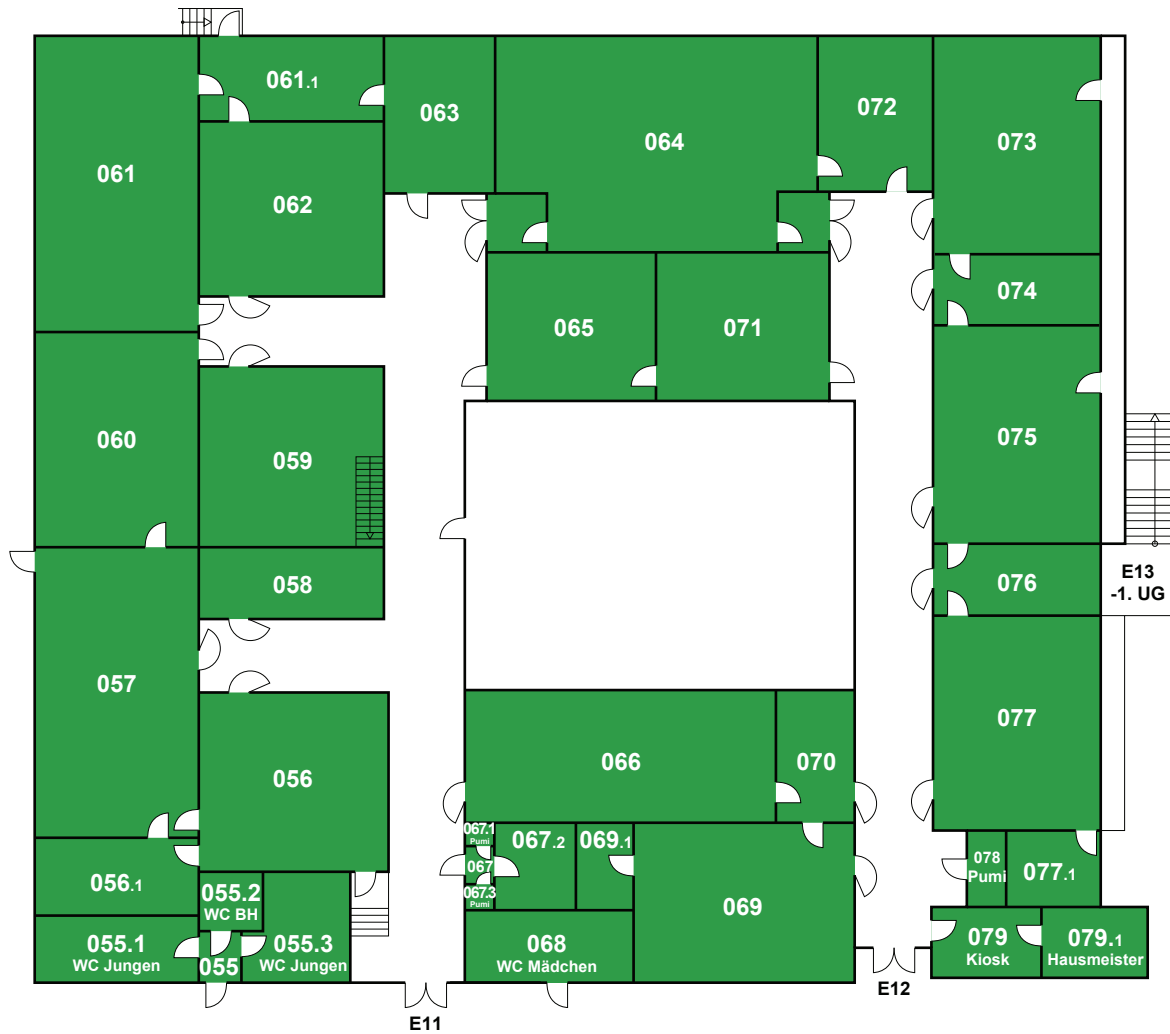 061.1
063
072
064
073
061
062
074
065
071
060
059
075
058
076
E13
-1. UG
057
077
066
070
056
067.1
Pumi
067.2
069.1
067
078
Pumi
077.1
056.1
067.3
Pumi
055.2
WC BH
069
055.1
WC Jungen
055
055.3
WC Jungen
068
WC Mädchen
079
Kiosk
079.1
Hausmeister
E12
E11